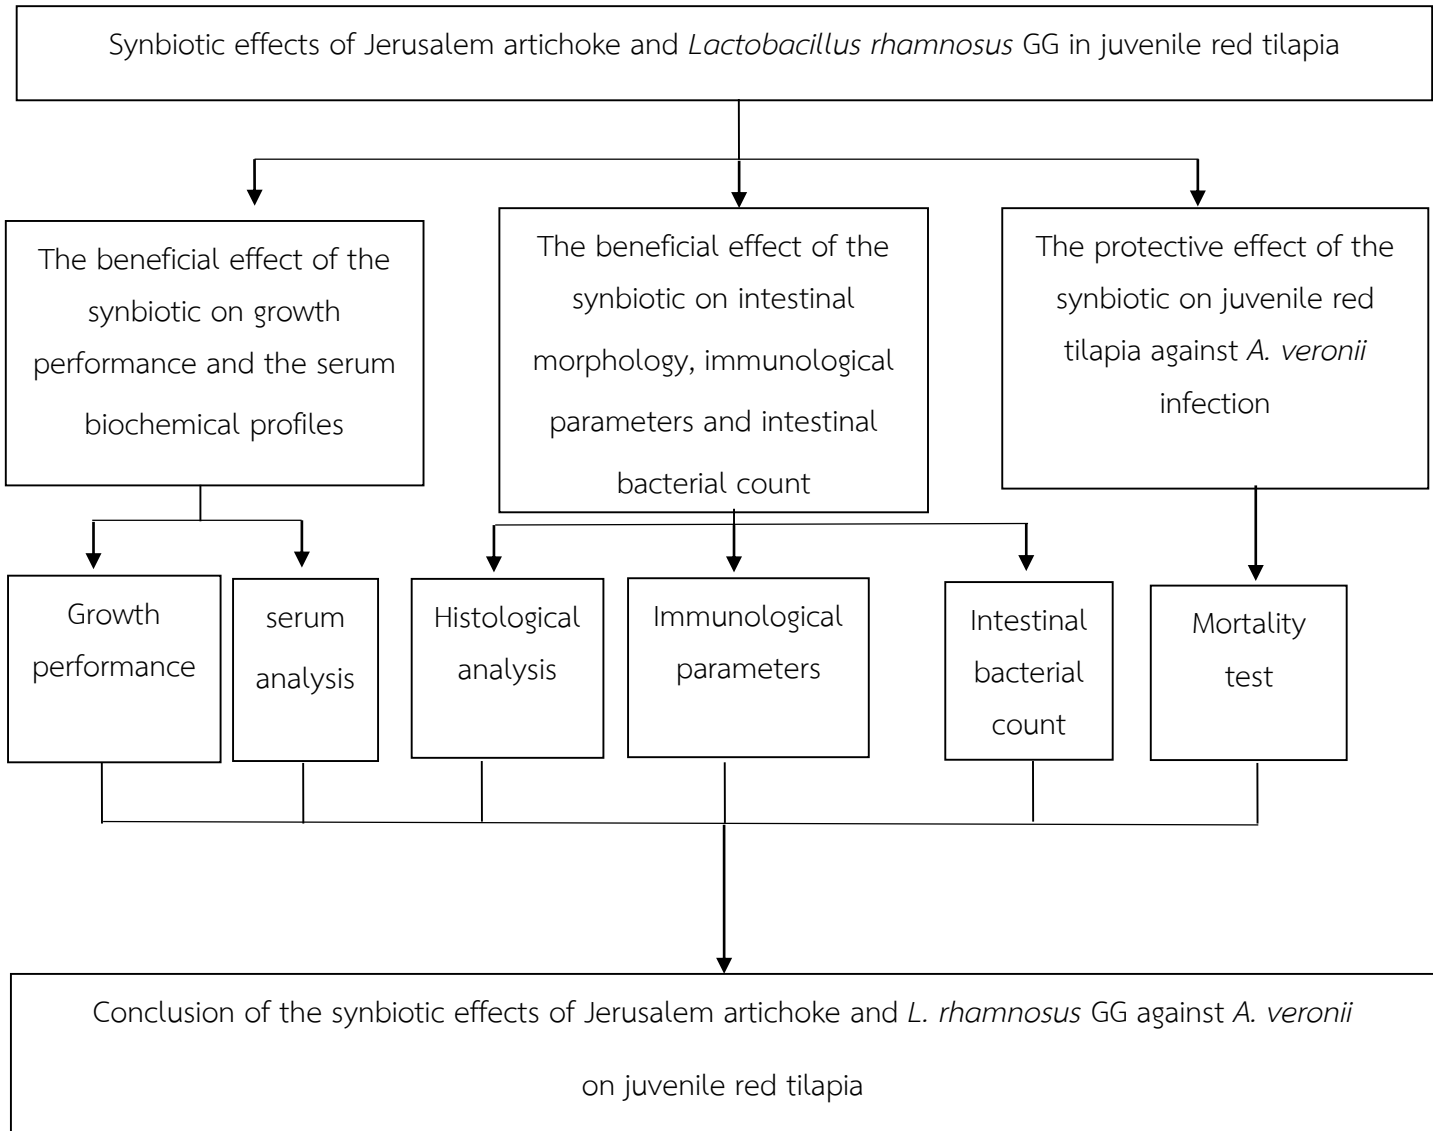 Synbiotic effects of Jerusalem artichoke and Lactobacillus rhamnosus GG in juvenile red tilapia
The beneficial effect of the
synbiotic on growth
performance and the serum
biochemical profiles
The beneficial effect of the
synbiotic on intestinal
morphology, immunological
parameters and intestinal
bacterial count
The protective effect of the
synbiotic on juvenile red
tilapia against A. veronii
infection
Growth
performance
serum
analysis
Histological
analysis
Immunological
parameters
Intestinal
bacterial
count
Mortality
test
Conclusion of the synbiotic effects of Jerusalem artichoke and L. rhamnosus GG against A. veronii
on juvenile red tilapia